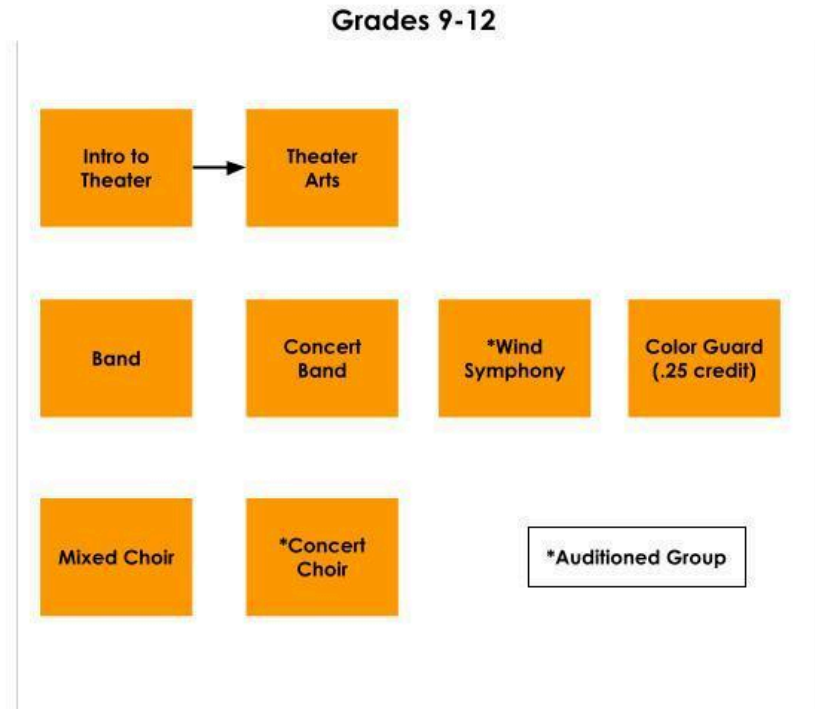 Grades 9-12
Intro to
Theater
Theater
Arts
Band
Concert
Band
*Wind
Symphony
Color Guard
(.25 credit)
Mixed Choir
*Concert
Choir
*Auditioned Group